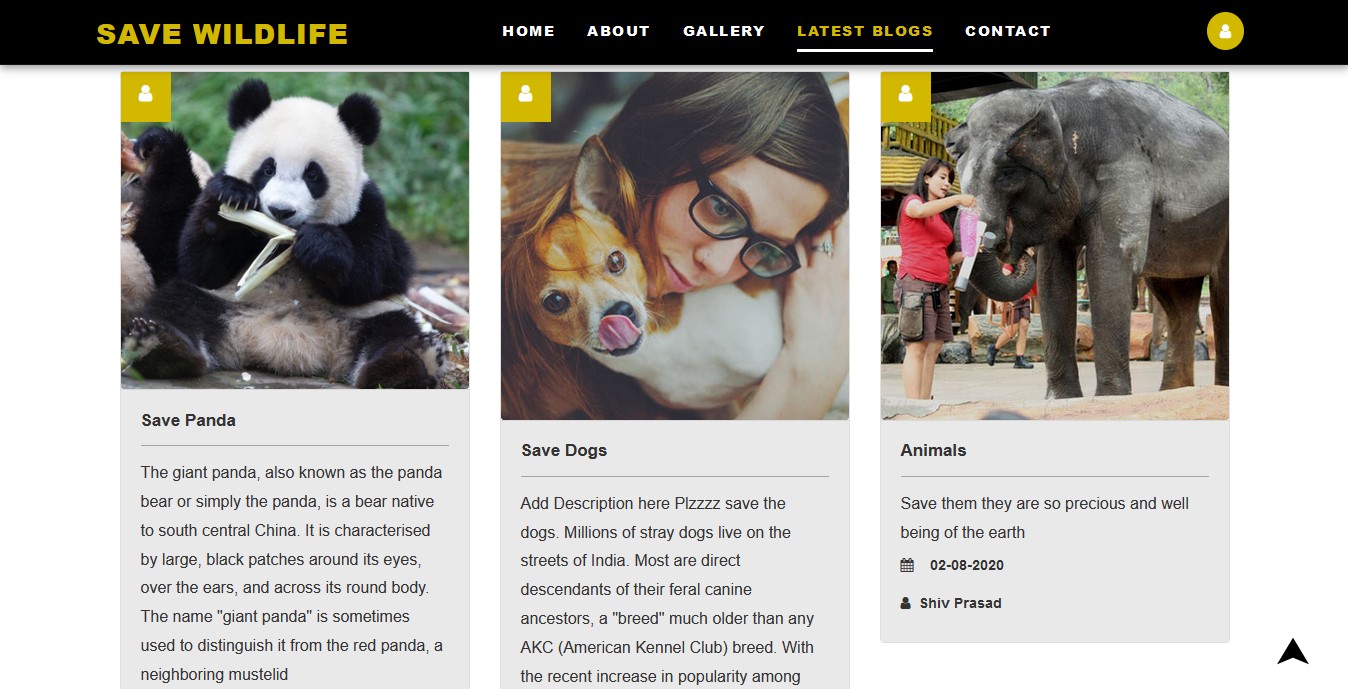 SAVE WILDLIFE
HOME
ABOUT
GALLERY
LATEST BLOGS
CONTACT
Save Panda
The giant panda, also known as the panda
bear or simply the panda, is a bear native
to south central China. It is characterised
by large, black patches around its eyes,
over the ears, and across its round body.
The name "giant panda" is sometimes
used to distinguish it from the red panda, a
neighboring mustelid
Save Dogs
Add Description here Plzzzz save the
dogs. Millions of stray dogs live on the
streets of India. Most are direct
descendants of their feral canine
ancestors, a "breed" much older than any
AKC (American Kennel Club) breed. With
the recent increase in popularity among
Animals
Save them they are so precious and well
being of the earth
02-08-2020
Shiv Prasad